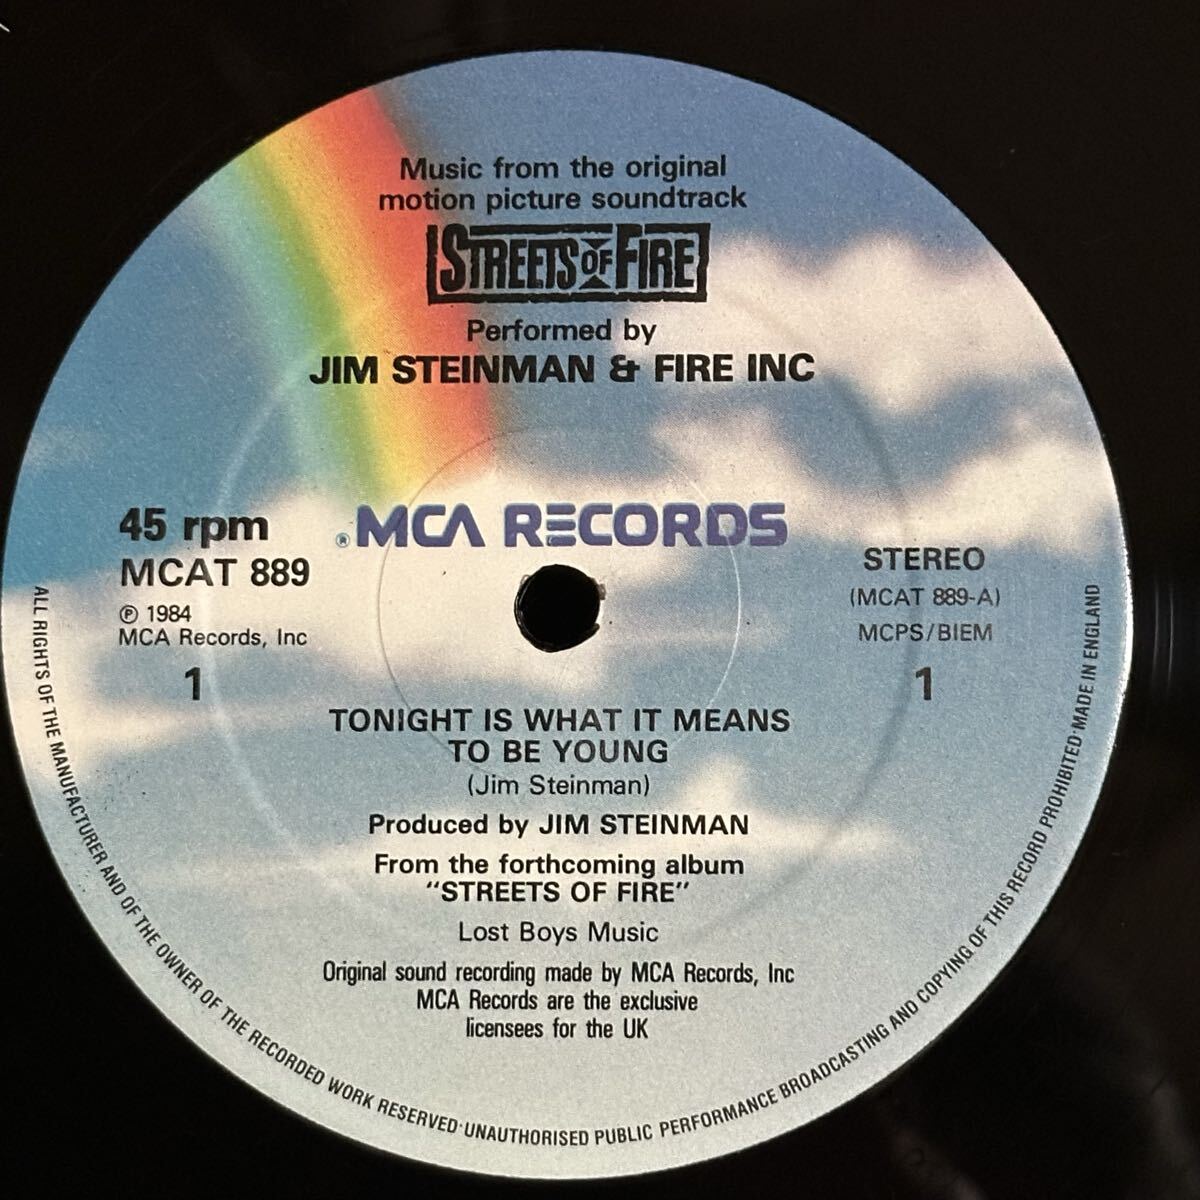 Music from the original
motion picture soundtrack
STREETS OF FIRE
Performed by
JIM STEINMAN & FIRE INC
45 rpm
MCAT 889
℗ 1984
MCA Records, Inc
1
® MCA RECORDS
STEREO
(MCAT 889-A)
MCPS/BIEM
1
TONIGHT IS WHAT IT MEANS
TO BE YOUNG
(Jim Steinman)
Produced by JIM STEINMAN
From the forthcoming album
"STREETS OF FIRE"
Lost Boys Music
Original sound recording made by MCA Records, Inc
MCA Records are the exclusive
licensees for the UK
ALL RIGHTS OF THE MANUFACTURER AND OF THE OWNER OF THE RECORDED WORK RESERVED·UNAUTHORISED PUBLIC PERFORMANCE BROADCASTING AND COPYING OF THIS RECORD PROHIBITED·MADE IN ENGLAND